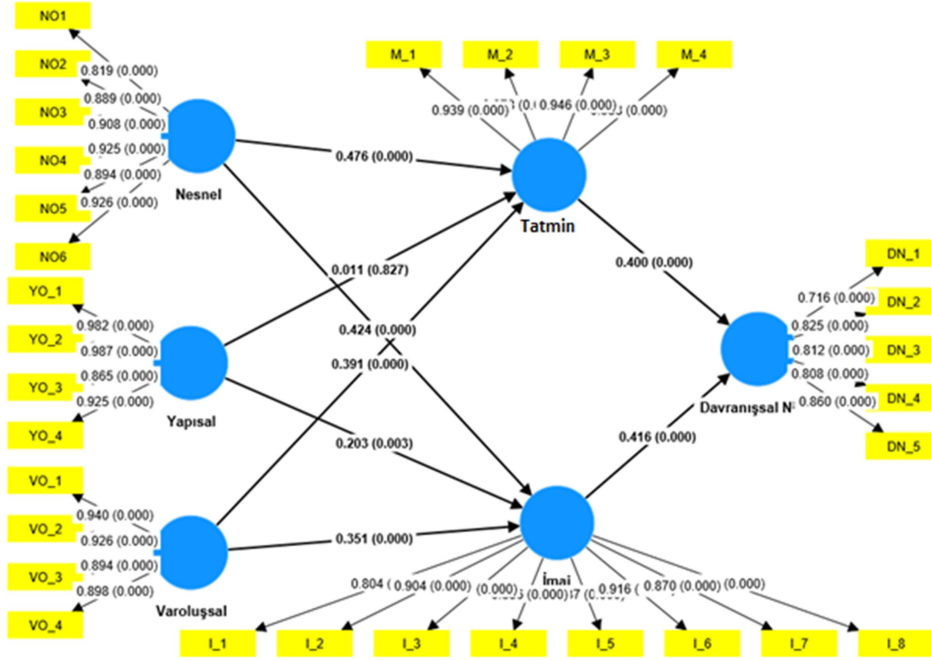 NO1
NO2
NO3
NO4
NO5
NO6
0.819 (0.000)
0.889 (0.000)
0.908 (0.000)
0.925 (0.000)
0.894 (0.000)
0.926 (0.000)
Nesnel
YO_1
YO_2
YO_3
YO_4
0.982 (0.000)
0.987 (0.000)
0.865 (0.000)
0.925 (0.000)
Yapısal
VO_1
VO_2
VO_3
VO_4
0.940 (0.000)
0.926 (0.000)
0.894 (0.000)
0.898 (0.000)
Varoluşsal
0.476 (0.000)
0.011 (0.827)
0.424 (0.000)
0.391 (0.000)
0.203 (0.003)
0.351 (0.000)
M_1
M_2
M_3
M_4
0.939 (0.000)
0.946 (0.000)
Tatmin
0.400 (0.000)
0.416 (0.000)
Davranışsal N
DN_1
DN_2
DN_3
DN_4
DN_5
0.716 (0.000)
0.825 (0.000)
0.812 (0.000)
0.808 (0.000)
0.860 (0.000)
İmaj
0.804 (
0.904 (0.000)
(0.000)
(0.000)
0.916 (
0.870 (0.000)
(0.000)
I_1
I_2
I_3
I_4
I_5
I_6
I_7
I_8